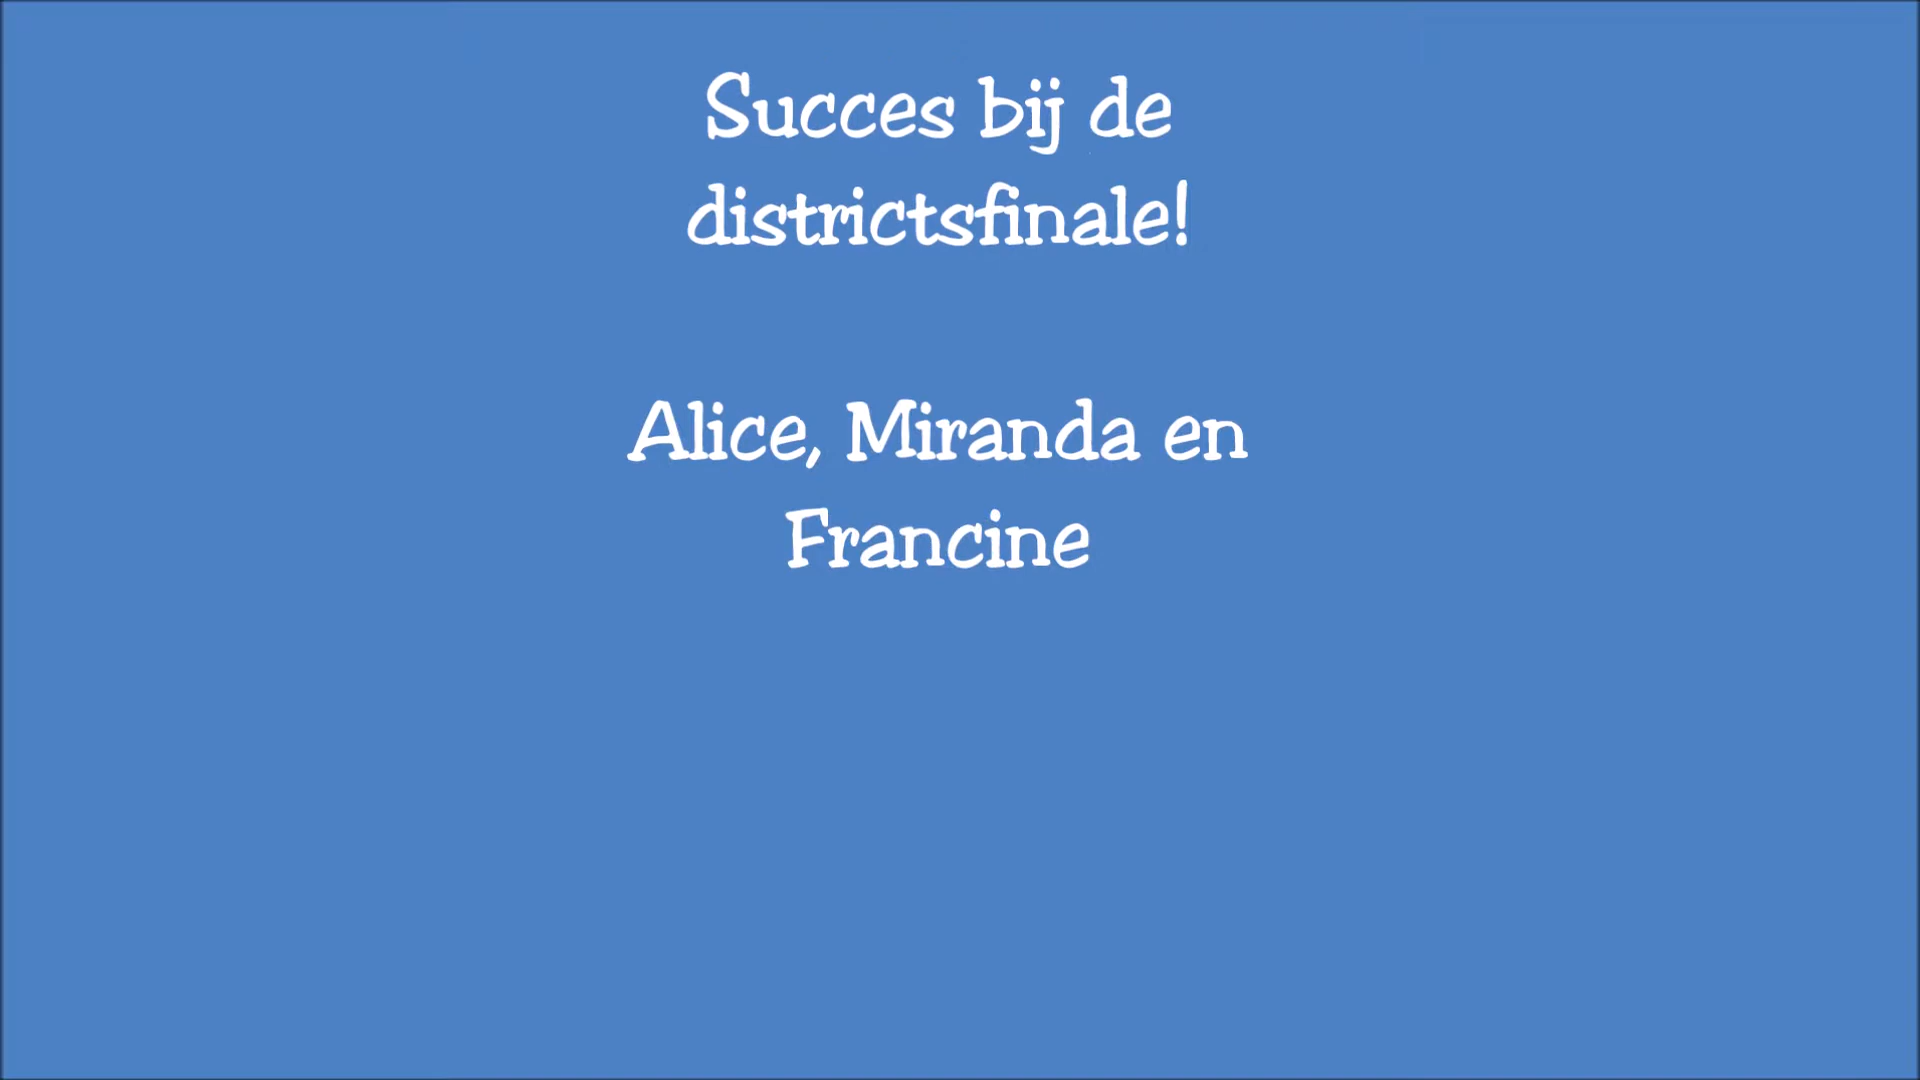 Succes bij de
districtsfinale!
Alice, Miranda en
Francine